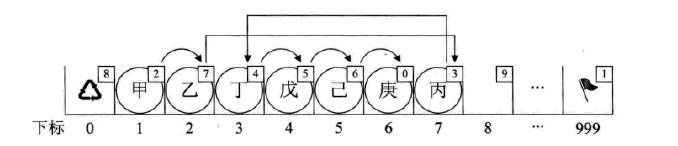 8 2 7 4 5 6 0 3 9 1
甲 乙 丁 戊 己 庚 丙 ···
下标 0 1 2 3 4 5 6 7 8 ··· 999